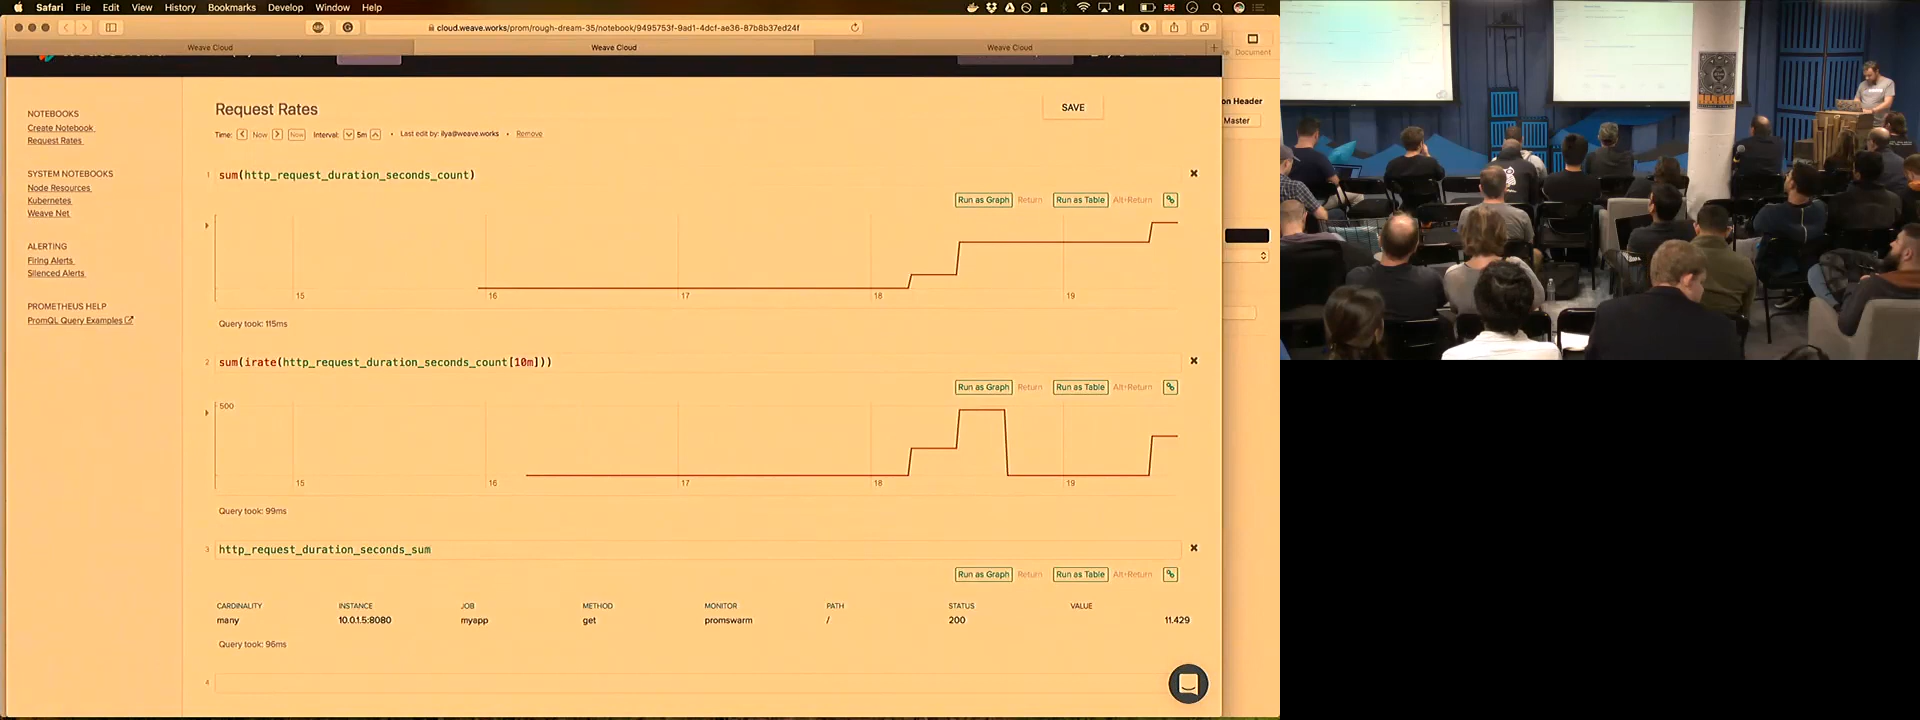 Safari File Edit View History Bookmarks Develop Window Help
cloud.weave.works/prom/rough-dream-35/notebook/9495753f-9ad1-4dcf-ae36-87b8b37ed24f
Weave Cloud Weave Cloud Weave Cloud
Document
on Header
Master
NOTEBOOKS
Create Notebook
Request Rates
SYSTEM NOTEBOOKS
Node Resources
Kubernetes
Weave Net
ALERTING
Firing Alerts
Silenced Alerts
PROMETHEUS HELP
PromQL Query Examples
Request Rates
SAVE
Time: Now Now Interval: 5m • Last edit by: ilya@weave.works • Remove
1 sum(http_request_duration_seconds_count)
Run as Graph Return Run as Table Alt+Return
15 16 17 18 19
Query took: 115ms
2 sum(irate(http_request_duration_seconds_count[10m]))
Run as Graph Return Run as Table Alt+Return
500
15 16 17 18 19
Query took: 99ms
3 http_request_duration_seconds_sum
Run as Graph Return Run as Table Alt+Return
CARDINALITY INSTANCE JOB METHOD MONITOR PATH STATUS VALUE
many 10.0.1.5:8080 myapp get promswarm / 200 11.429
Query took: 96ms
4